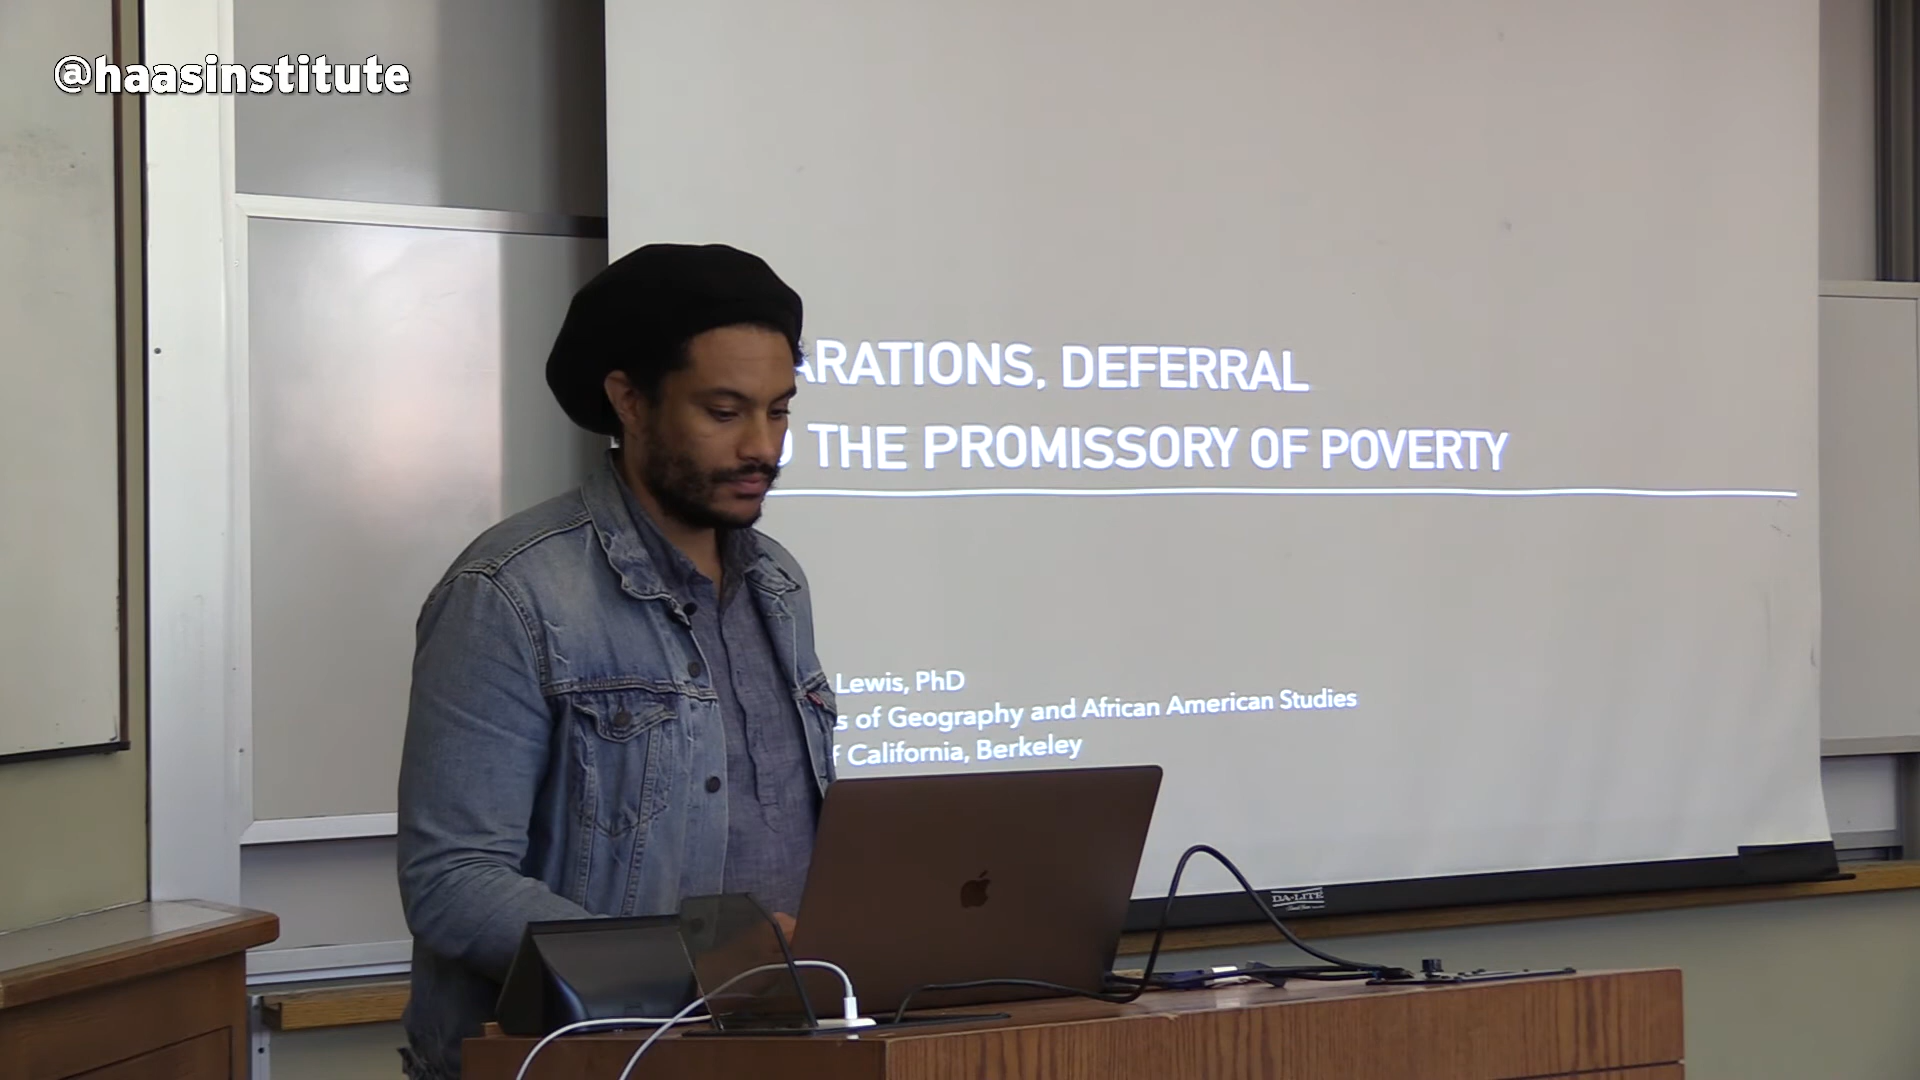 @haasinstitute
ARATIONS, DEFERRAL
THE PROMISSORY OF POVERTY
Lewis, PhD
s of Geography and African American Studies
f California, Berkeley
DA-LITE